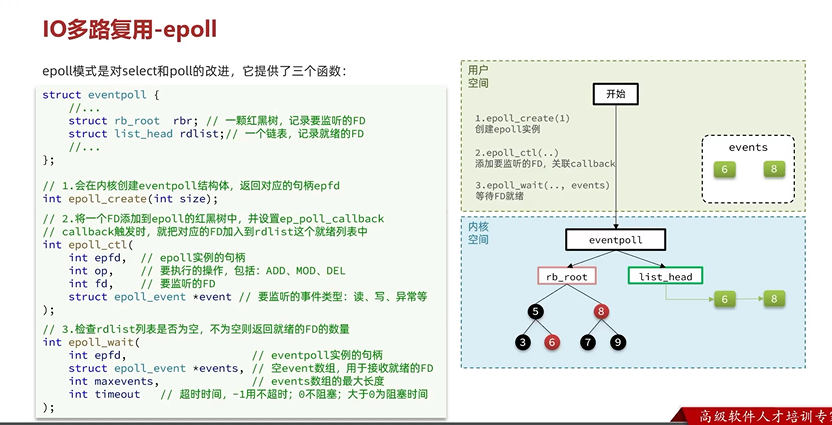 IO多路复用-epoll
epoll模式是对select和poll的改进，它提供了三个函数：
struct eventpoll {
//...
struct rb_root  rbr; // 一颗红黑树，记录要监听的FD
struct list_head rdlist;// 一个链表，记录就绪的FD
//...
};
// 1.会在内核创建eventpoll结构体，返回对应的句柄epfd
int epoll_create(int size);
// 2.将一个FD添加到epoll的红黑树中，并设置ep_poll_callback
// callback触发时，就把对应的FD加入到rdlist这个就绪列表中
int epoll_ctl(
int epfd,  // epoll实例的句柄
int op,    // 要执行的操作，包括：ADD、MOD、DEL
int fd,    // 要监听的FD
struct epoll_event *event // 要监听的事件类型：读、写、异常等
);
// 3.检查rdlist列表是否为空，不为空则返回就绪的FD的数量
int epoll_wait(
int epfd,                   // eventpoll实例的句柄
struct epoll_event *events, // 空event数组，用于接收就绪的FD
int maxevents,              // events数组的最大长度
int timeout   // 超时时间，-1用不超时；0不阻塞；大于0为阻塞时间
);
用户
空间
开始
1.epoll_create(1)
创建epoll实例
2.epoll_ctl(..)
添加要监听的FD，关联callback
3.epoll_wait(.., events)
等待FD就绪
events
6 8
内核
空间
eventpoll
rb_root list_head
6 8
5 8
3 6 7 9
高级软件人才培训专